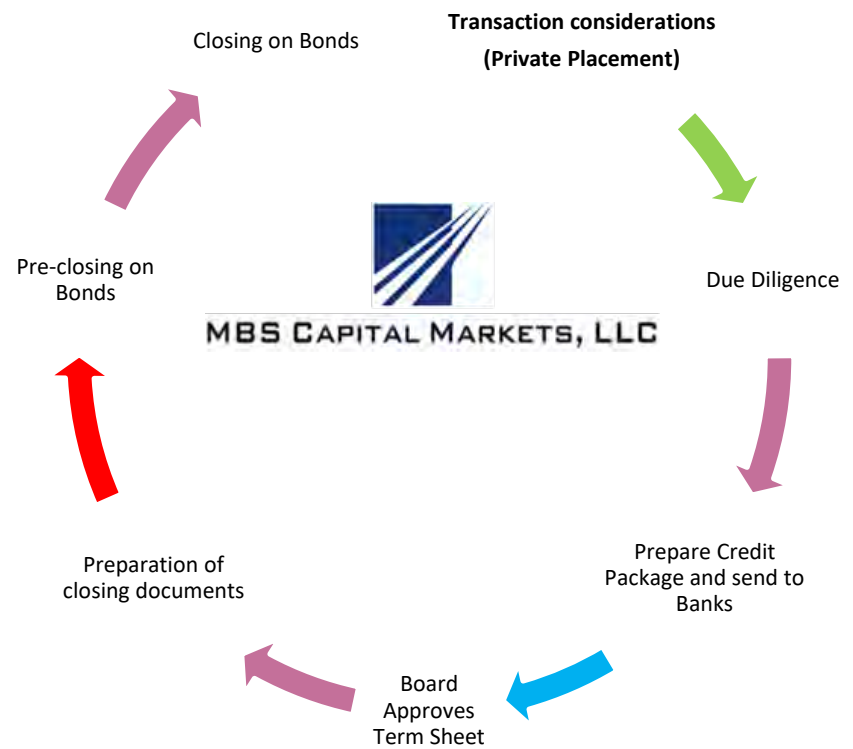 Transaction considerations
(Private Placement)
Due Diligence
Prepare Credit
Package and send to
Banks
Board
Approves
Term Sheet
Preparation of
closing documents
Pre-closing on
Bonds
Closing on Bonds
MBS CAPITAL MARKETS, LLC